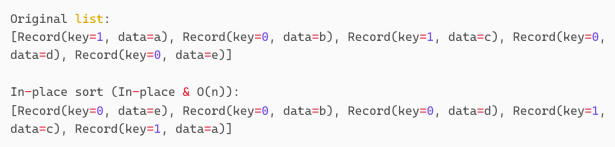 Original list:
[Record(key=1, data=a), Record(key=0, data=b), Record(key=1, data=c), Record(key=0,
data=d), Record(key=0, data=e)]

In-place sort (In-place & O(n)):
[Record(key=0, data=e), Record(key=0, data=b), Record(key=0, data=d), Record(key=1,
data=c), Record(key=1, data=a)]